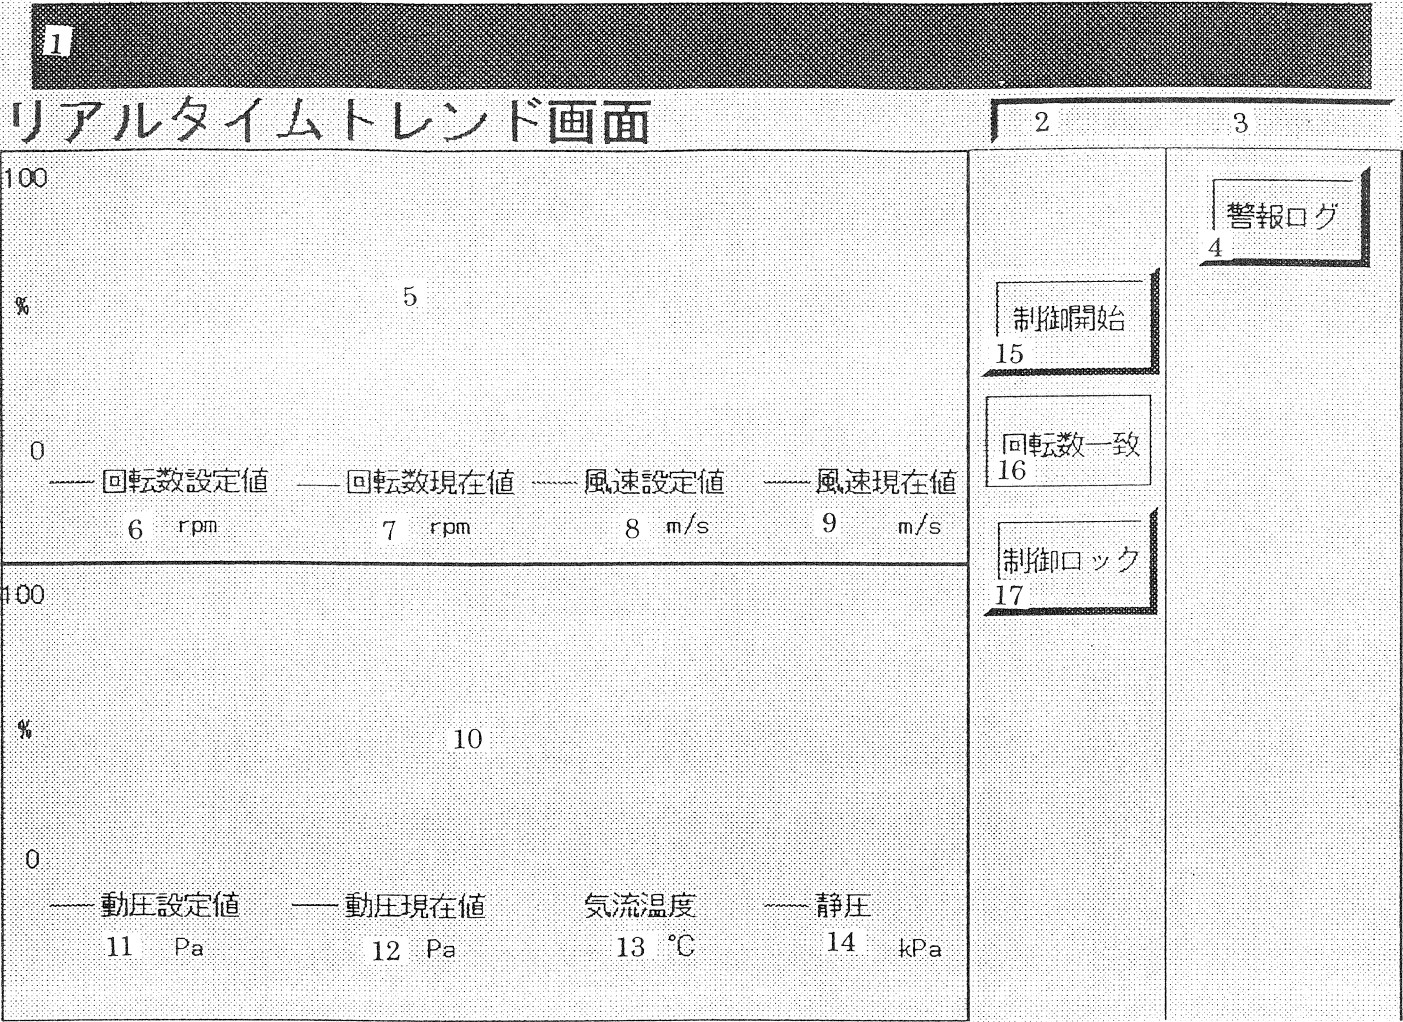 1
リアルタイムトレンド画面
2 3
100
%
5
0
回転数設定値 回転数現在値 風速設定値 風速現在値
6 rpm 7 rpm 8 m/s 9 m/s
100
%
10
0
動圧設定値 動圧現在値 気流温度 静圧
11 Pa 12 Pa 13 ℃ 14 kPa
警報ログ
4
制御開始
15
回転数一致
16
制御ロック
17